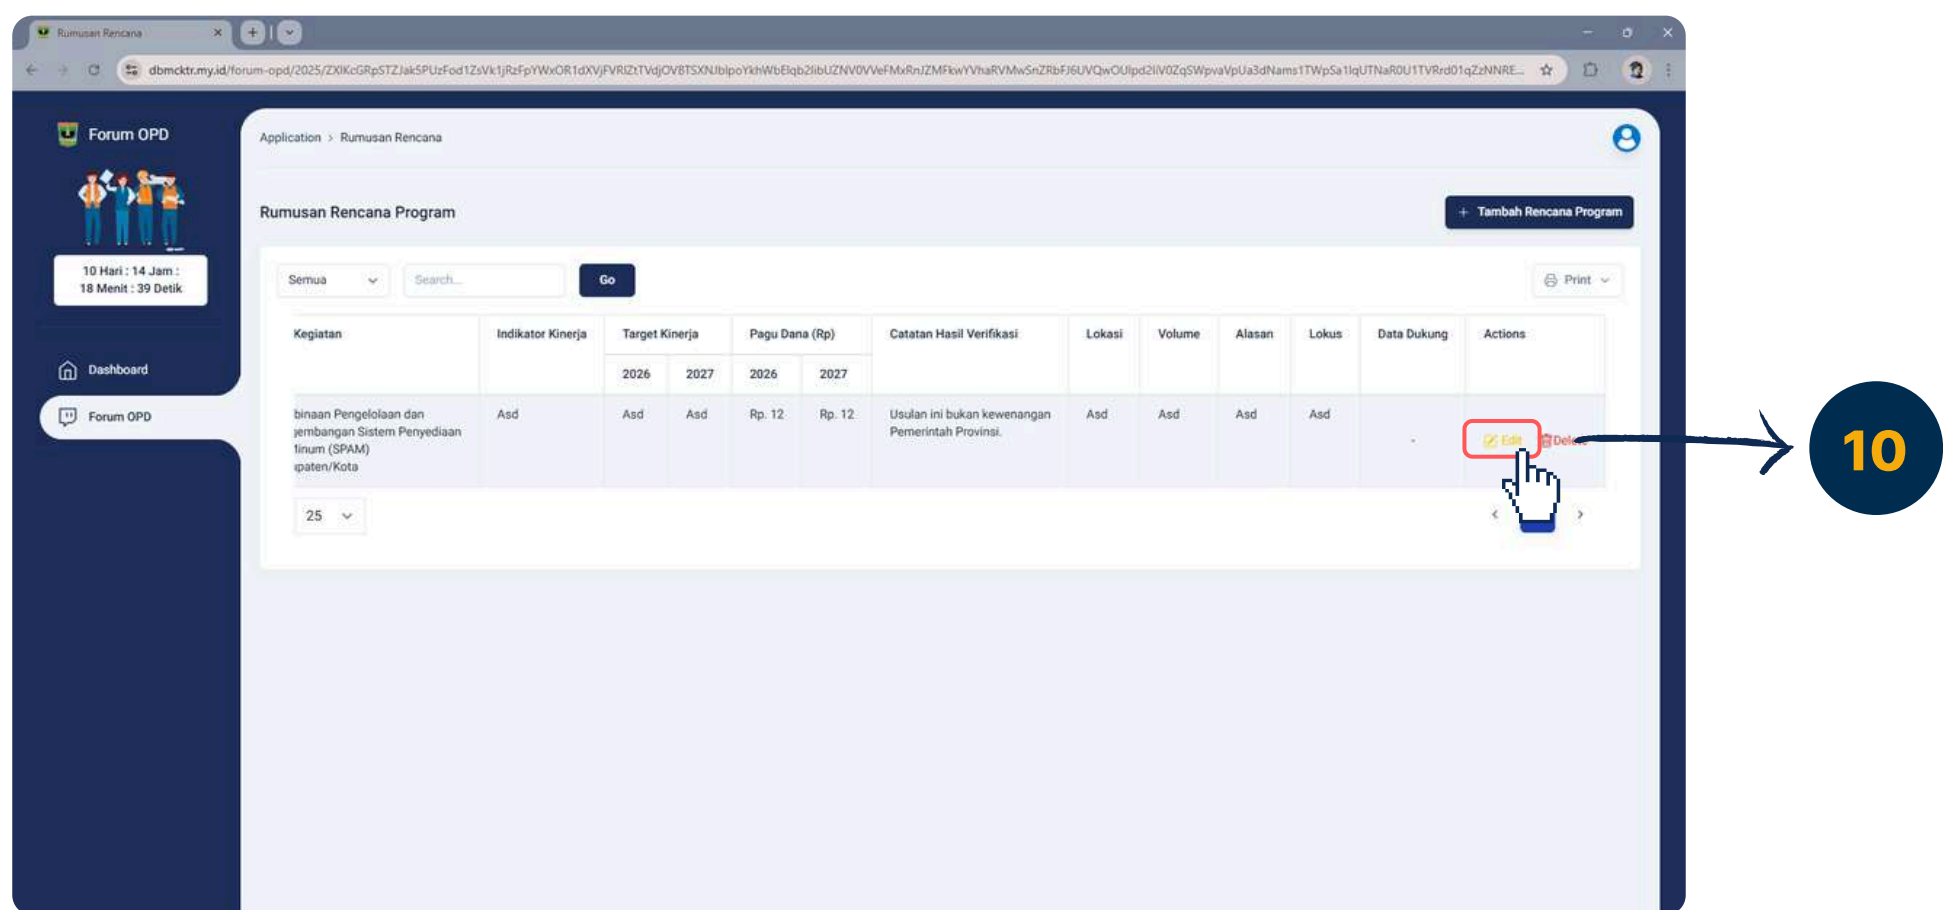 Rumusan Rencana
Forum OPD
10 Hari : 14 Jam :
18 Menit : 39 Detik
Dashboard
Forum OPD
Application > Rumusan Rencana
Rumusan Rencana Program
+ Tambah Rencana Program
Semua
Search...
Go
Print
Kegiatan Indikator Kinerja Target Kinerja Pagu Dana (Rp) Catatan Hasil Verifikasi Lokasi Volume Alasan Lokus Data Dukung Actions
2026 2027 2026 2027
binaan Pengelolaan dan Asd Asd Asd Rp. 12 Rp. 12 Usulan ini bukan kewenangan Asd Asd Asd Asd
Sistem Penyediaan Pemerintah Provinsi.
(SPAM)
- Edit Delete
25
10